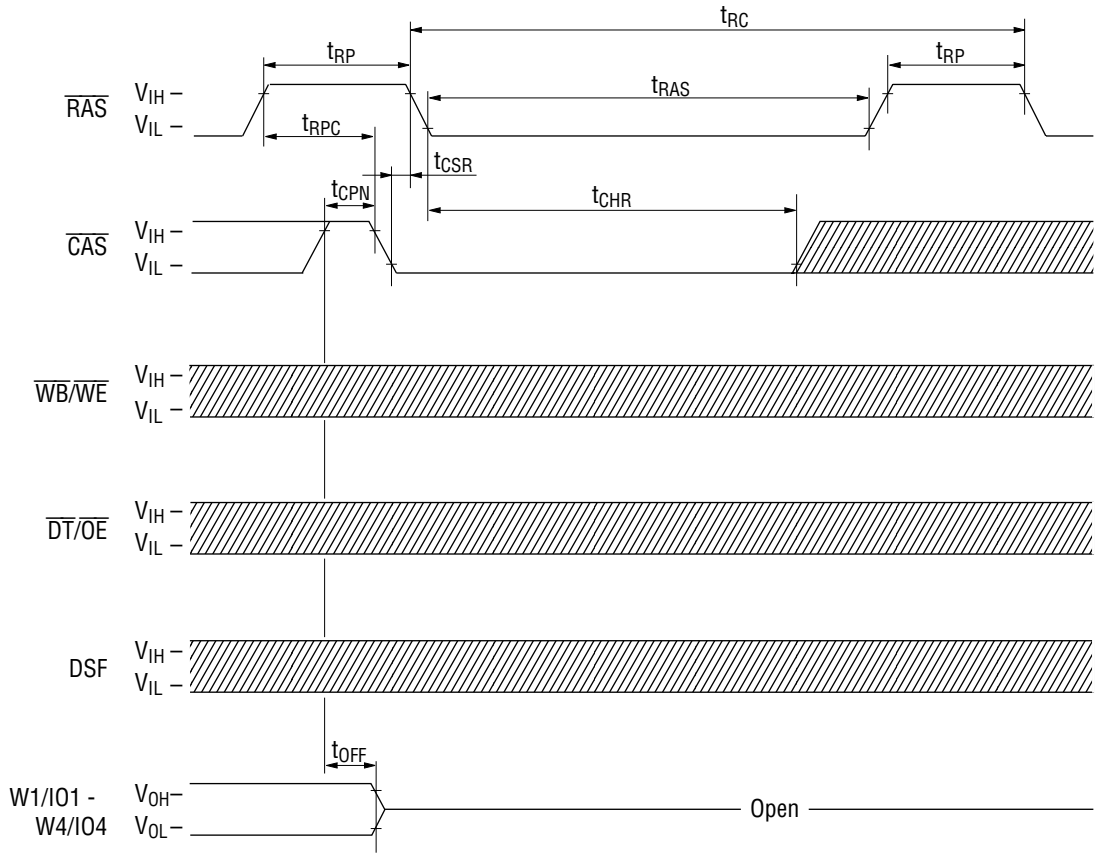 tRC
tRP
tRP
RAS
VIH –
VIL –
tRAS
tRPC
tCSR
tCPN
tCHR
CAS
VIH –
VIL –
WB/WE
VIH –
VIL –
DT/OE
VIH –
VIL –
DSF
VIH –
VIL –
tOFF
W1/IO1 -
W4/IO4
VOH–
VOL–
Open